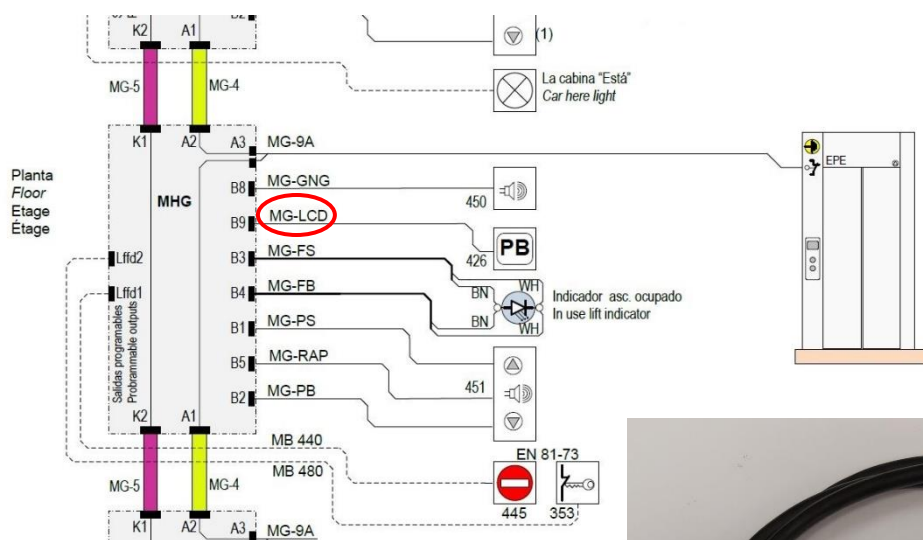 K2
A1
(1)
MG-5
MG-4
La cabina "Está"
Car here light
K1
A2
A3
MG-9A
EPE
Planta
Floor
Etage
Étage
MHG
B8
MG-GNG
450
B9
MG-LCD
426
PB
Lffd2
B3
MG-FS
BN
WH
Lffd1
B4
MG-FB
BN
WH
Indicador asc. ocupado
In use lift indicator
Salidas programables
Probrammable outputs
B1
MG-PS
B5
MG-RAP
451
B2
MG-PB
K2
A1
MB 440
MB 480
EN 81-73
445
353
MG-5
MG-4
K1
A2
A3
MG-9A